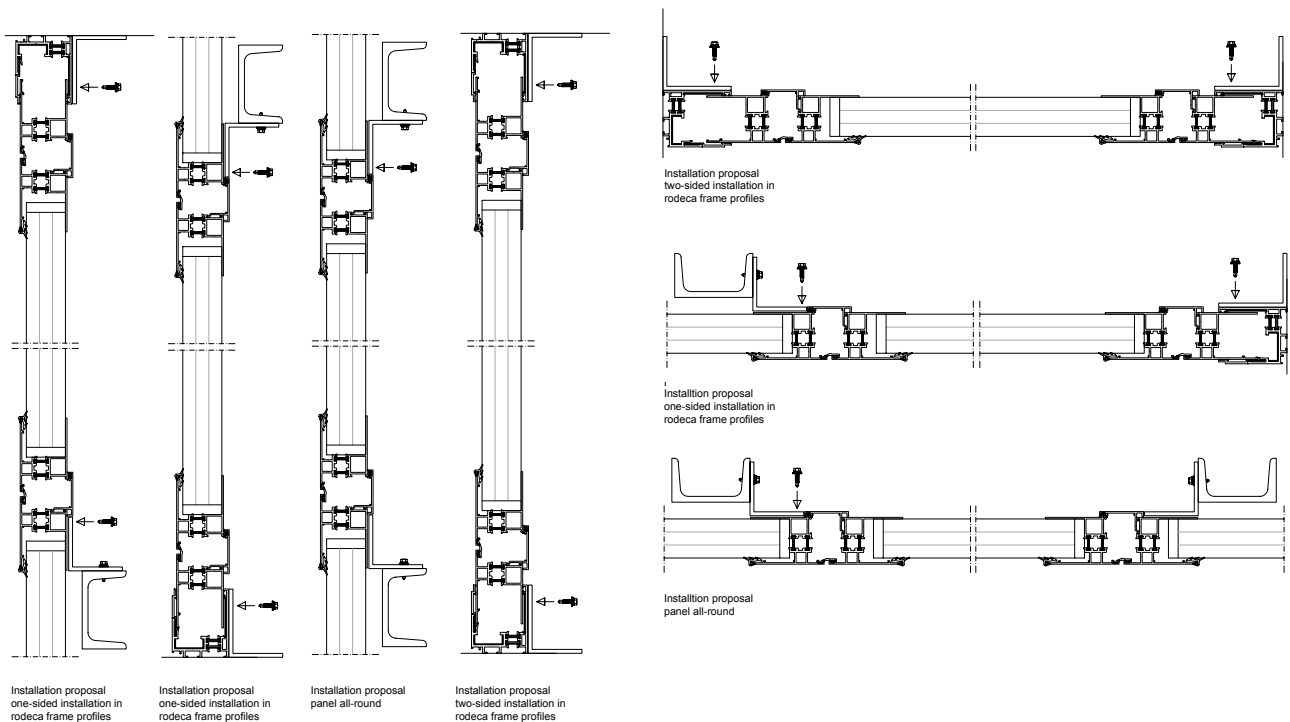 Installation proposal
two-sided installation in
rodeca frame profiles
Installtion proposal
one-sided installation in
rodeca frame profiles
Installtion proposal
panel all-round
Installation proposal
one-sided installation in
rodeca frame profiles
Installation proposal
one-sided installation in
rodeca frame profiles
Installation proposal
panel all-round
Installation proposal
two-sided installation in
rodeca frame profiles